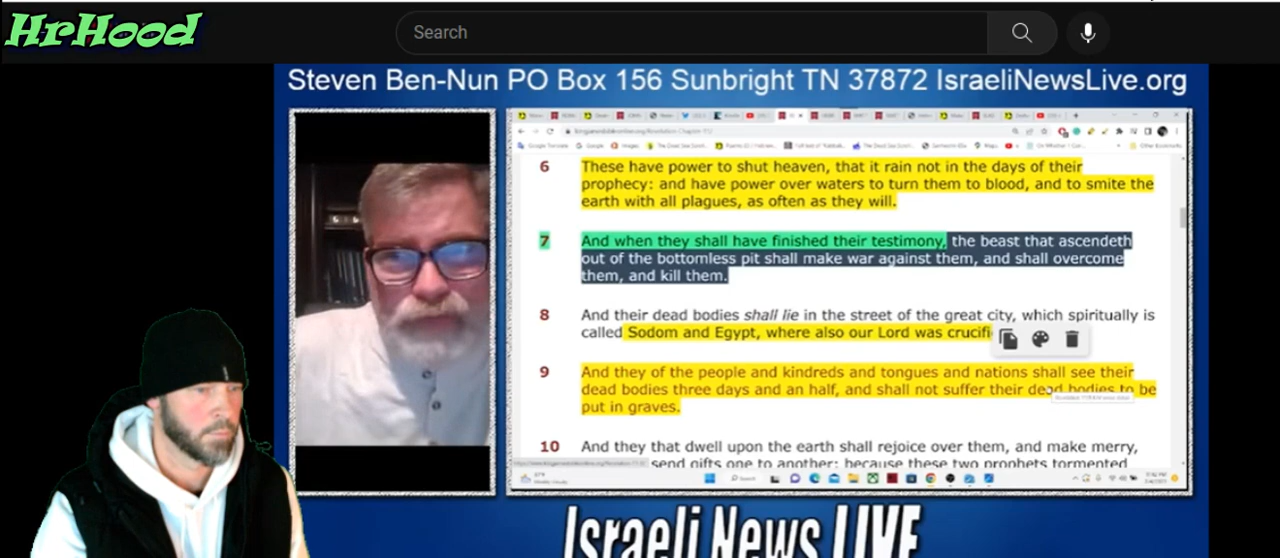 HrHood
Search
Steven Ben-Nun PO Box 156 Sunbright TN 37872 IsraeliNewsLive.org
6 These have power to shut heaven, that it rain not in the days of their
prophecy: and have power over waters to turn them to blood, and to smite the
earth with all plagues, as often as they will.
7 And when they shall have finished their testimony, the beast that ascendeth
out of the bottomless pit shall make war against them, and shall overcome
them, and kill them.
8 And their dead bodies shall lie in the street of the great city, which spiritually is
called Sodom and Egypt, where also our Lord was crucifi
9 And they of the people and kindreds and tongues and nations shall see their
dead bodies three days and an half, and shall not suffer their dead bodies to be
put in graves.
10 And they that dwell upon the earth shall rejoice over them, and make merry,
send gifts one to another; because these two prophets tormented
Israeli News LIVE